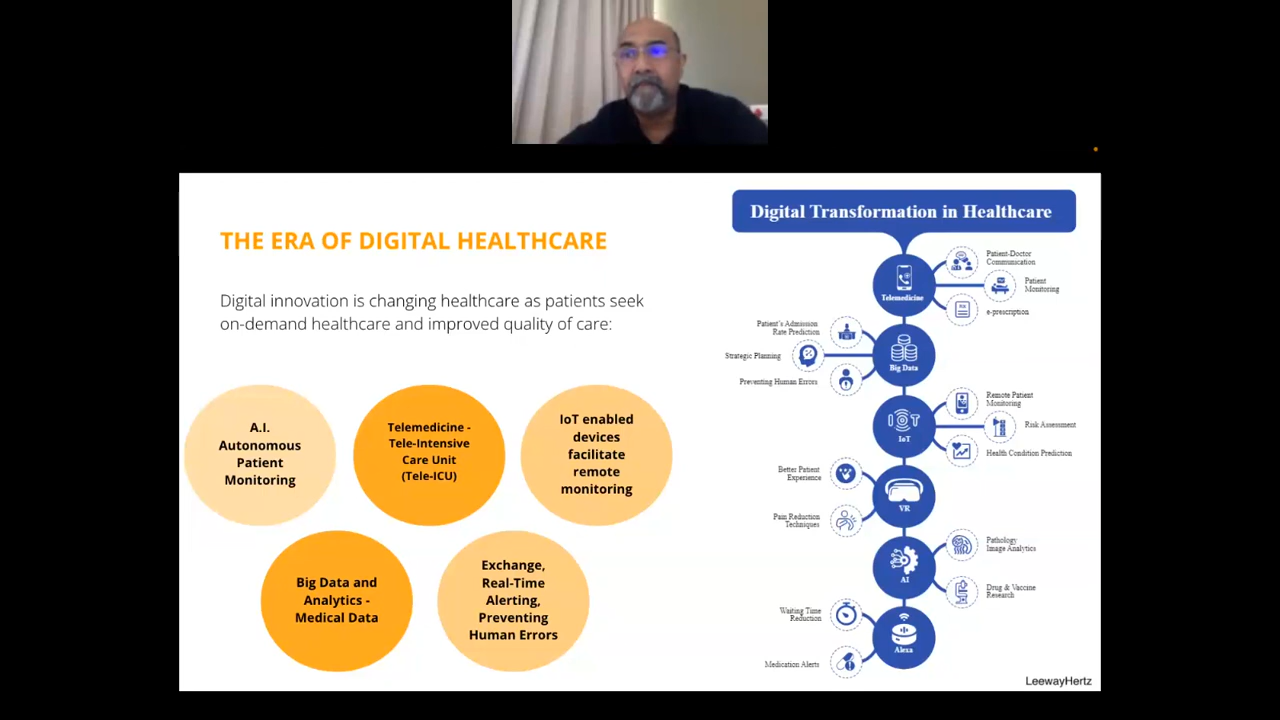 THE ERA OF DIGITAL HEALTHCARE
Digital innovation is changing healthcare as patients seek
on-demand healthcare and improved quality of care:
A.I.
Autonomous
Patient
Monitoring
Telemedicine -
Tele-Intensive
Care Unit
(Tele-ICU)
IoT enabled
devices
facilitate
remote
monitoring
Big Data and
Analytics -
Medical Data
Exchange,
Real-Time
Alerting,
Preventing
Human Errors
Digital Transformation in Healthcare
Telemedicine
Patient-Doctor
Communication
Patient
Monitoring
e-prescription
Patient's Admission
Rate Prediction
Strategic Planning
Preventing Human Errors
Big Data
IoT
IoT
Remote Patient
Monitoring
Risk Assessment
Health Condition Prediction
Better Patient
Experience
Pain Reduction
Techniques
VR
AI
Pathology
Image Analytics
Drug & Vaccine
Research
Waiting Time
Reduction
Medication Alerts
Alexa
LeewayHertz